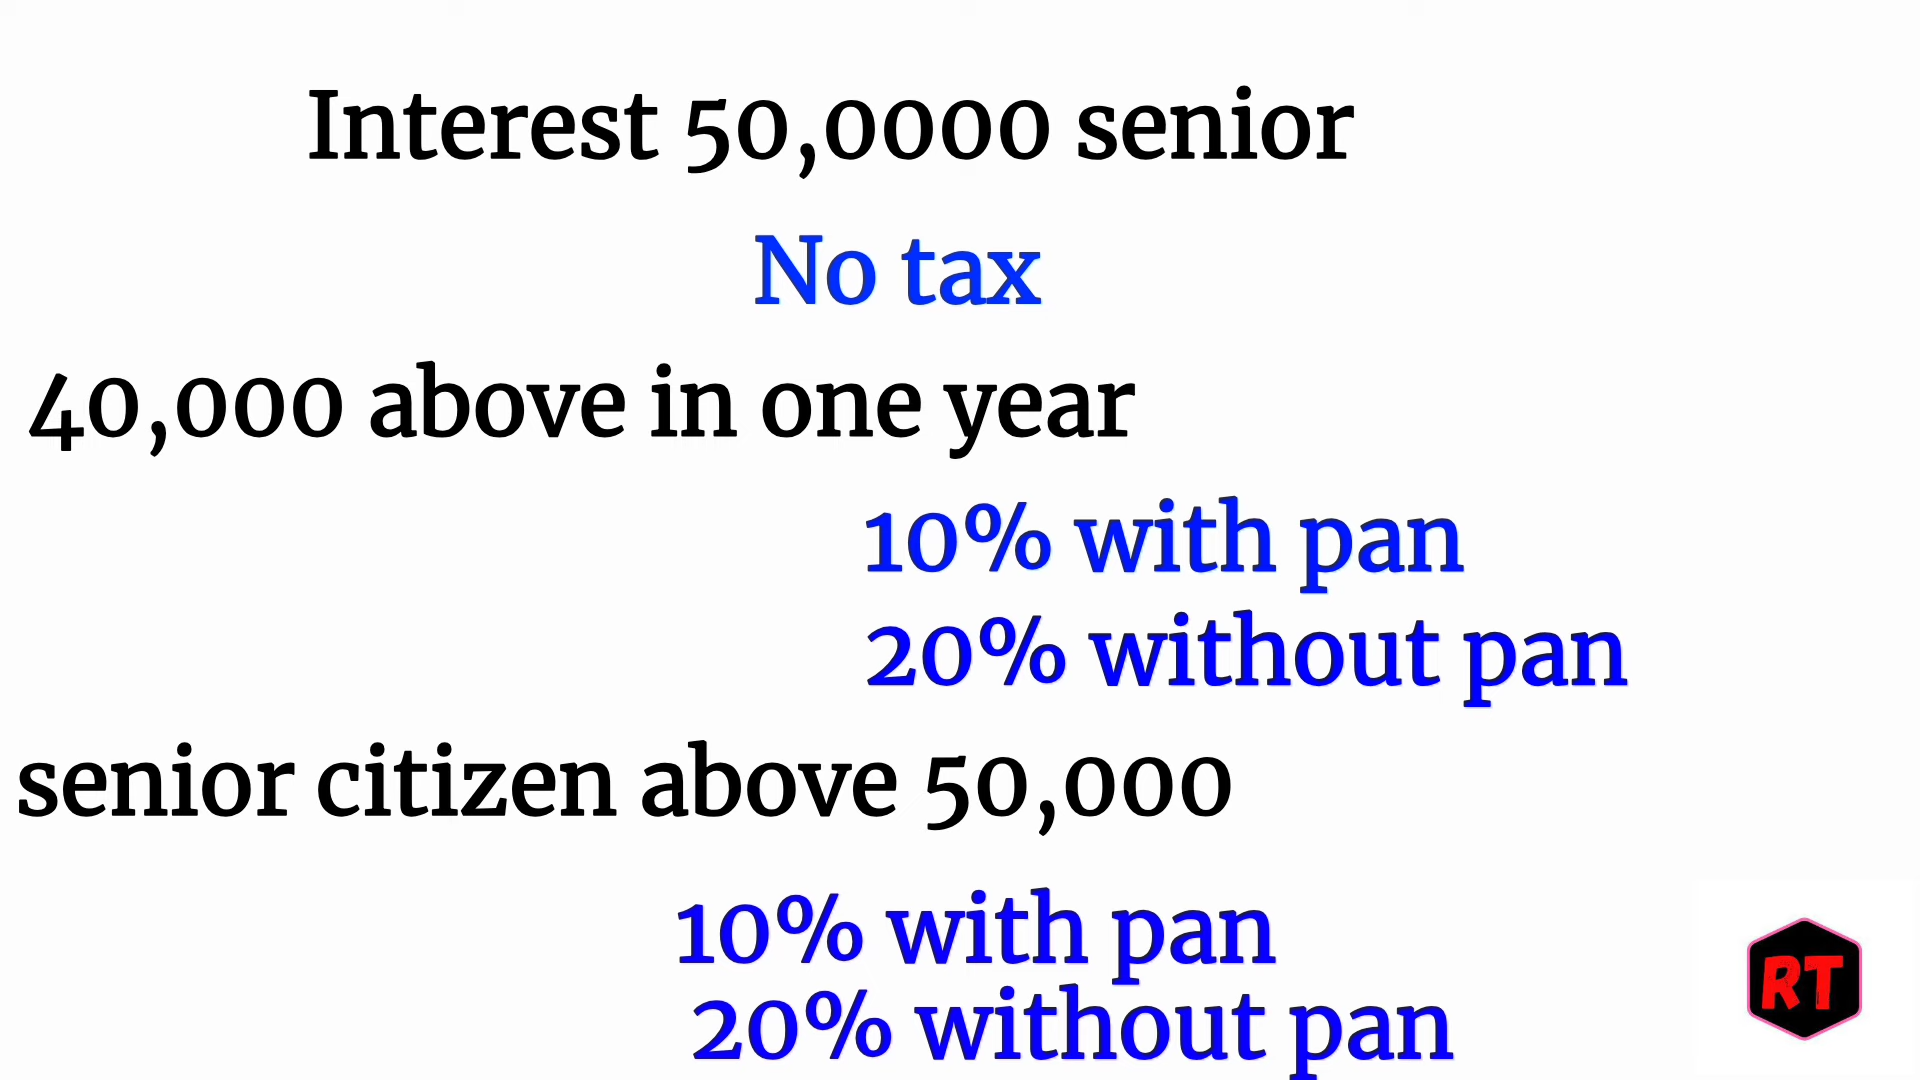 Interest 50,0000 senior
No tax
40,000 above in one year
10% with pan
20% without pan
senior citizen above 50,000
10% with pan
20% without pan
RT